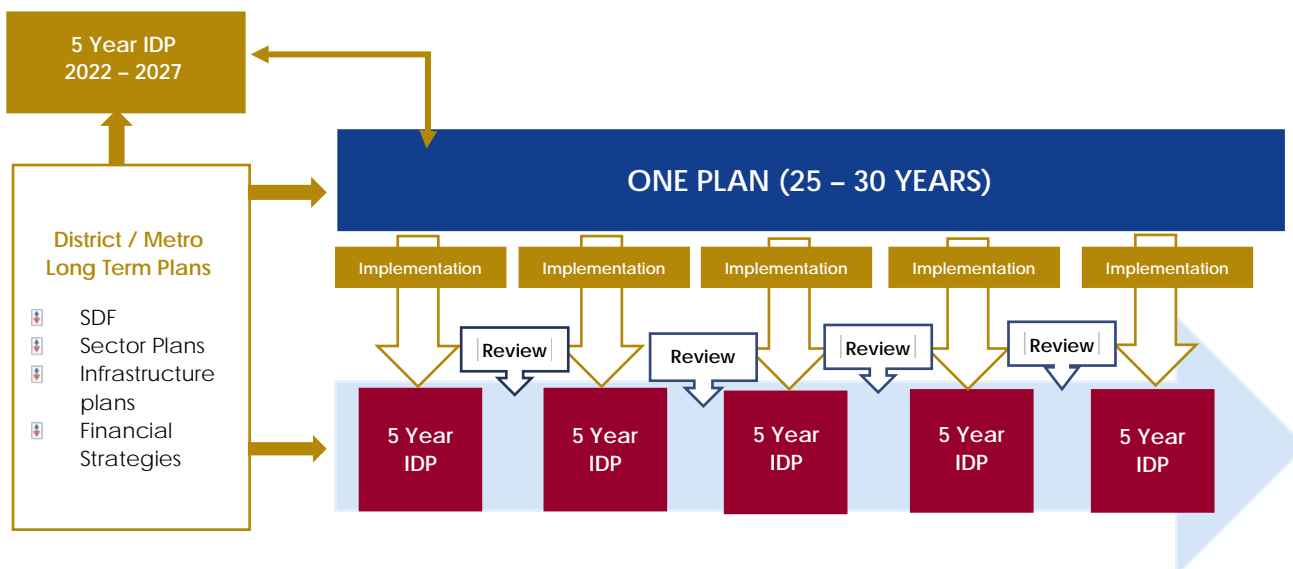 5 Year IDP
2022 – 2027
ONE PLAN (25 – 30 YEARS)
District / Metro
Long Term Plans
SDF
Sector Plans
Infrastructure
plans
Financial
Strategies
Implementation
Implementation
Implementation
Implementation
Implementation
Review
Review
Review
Review
5 Year
IDP
5 Year
IDP
5 Year
IDP
5 Year
IDP
5 Year
IDP